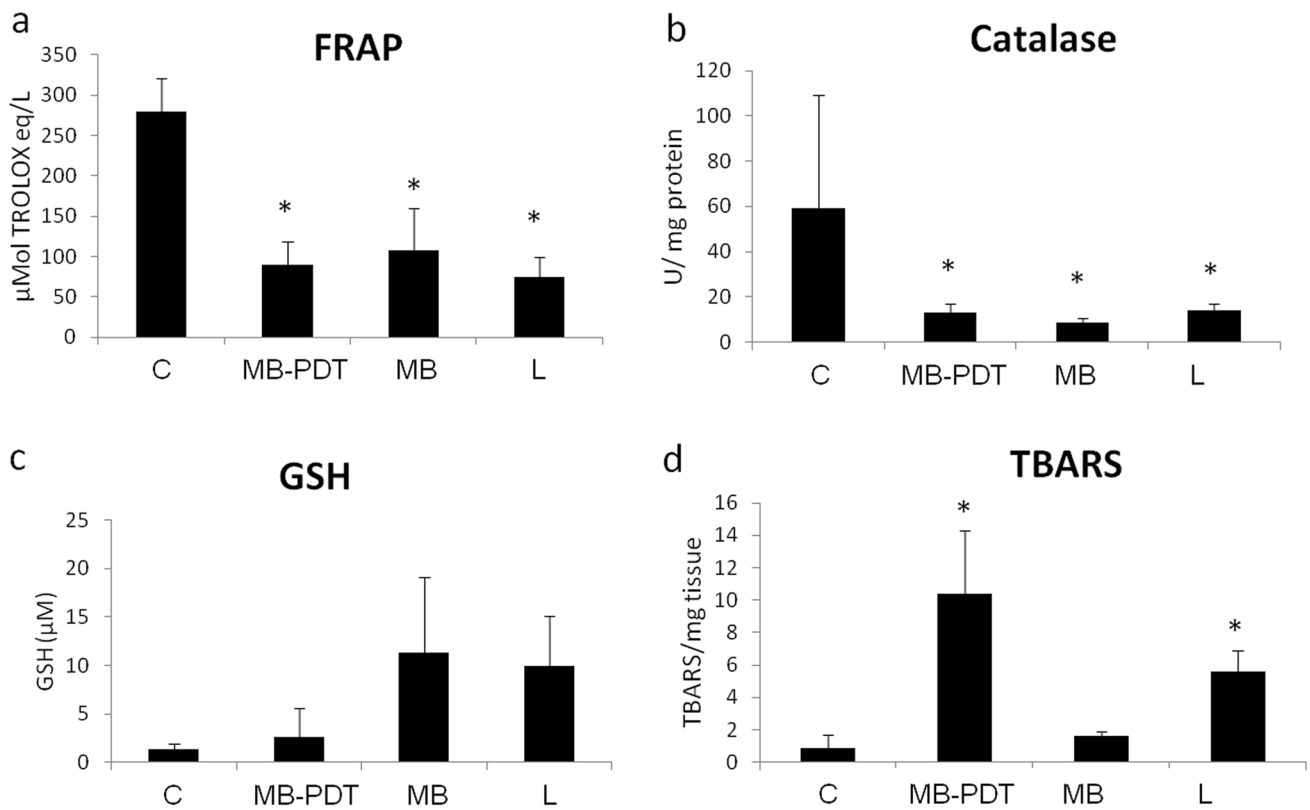 a
FRAP
μMol TROLOX eq/L
350
300
250
200
150
100
50
0
*
*
*
C MB-PDT MB L
b
Catalase
U/ mg protein
120
100
80
60
40
20
0
*
*
*
C MB-PDT MB L
c
GSH
GSH (μM)
25
20
15
10
5
0
C MB-PDT MB L
d
TBARS
TBARS/mg tissue
16
14
12
10
8
6
4
2
0
*
*
C MB-PDT MB L